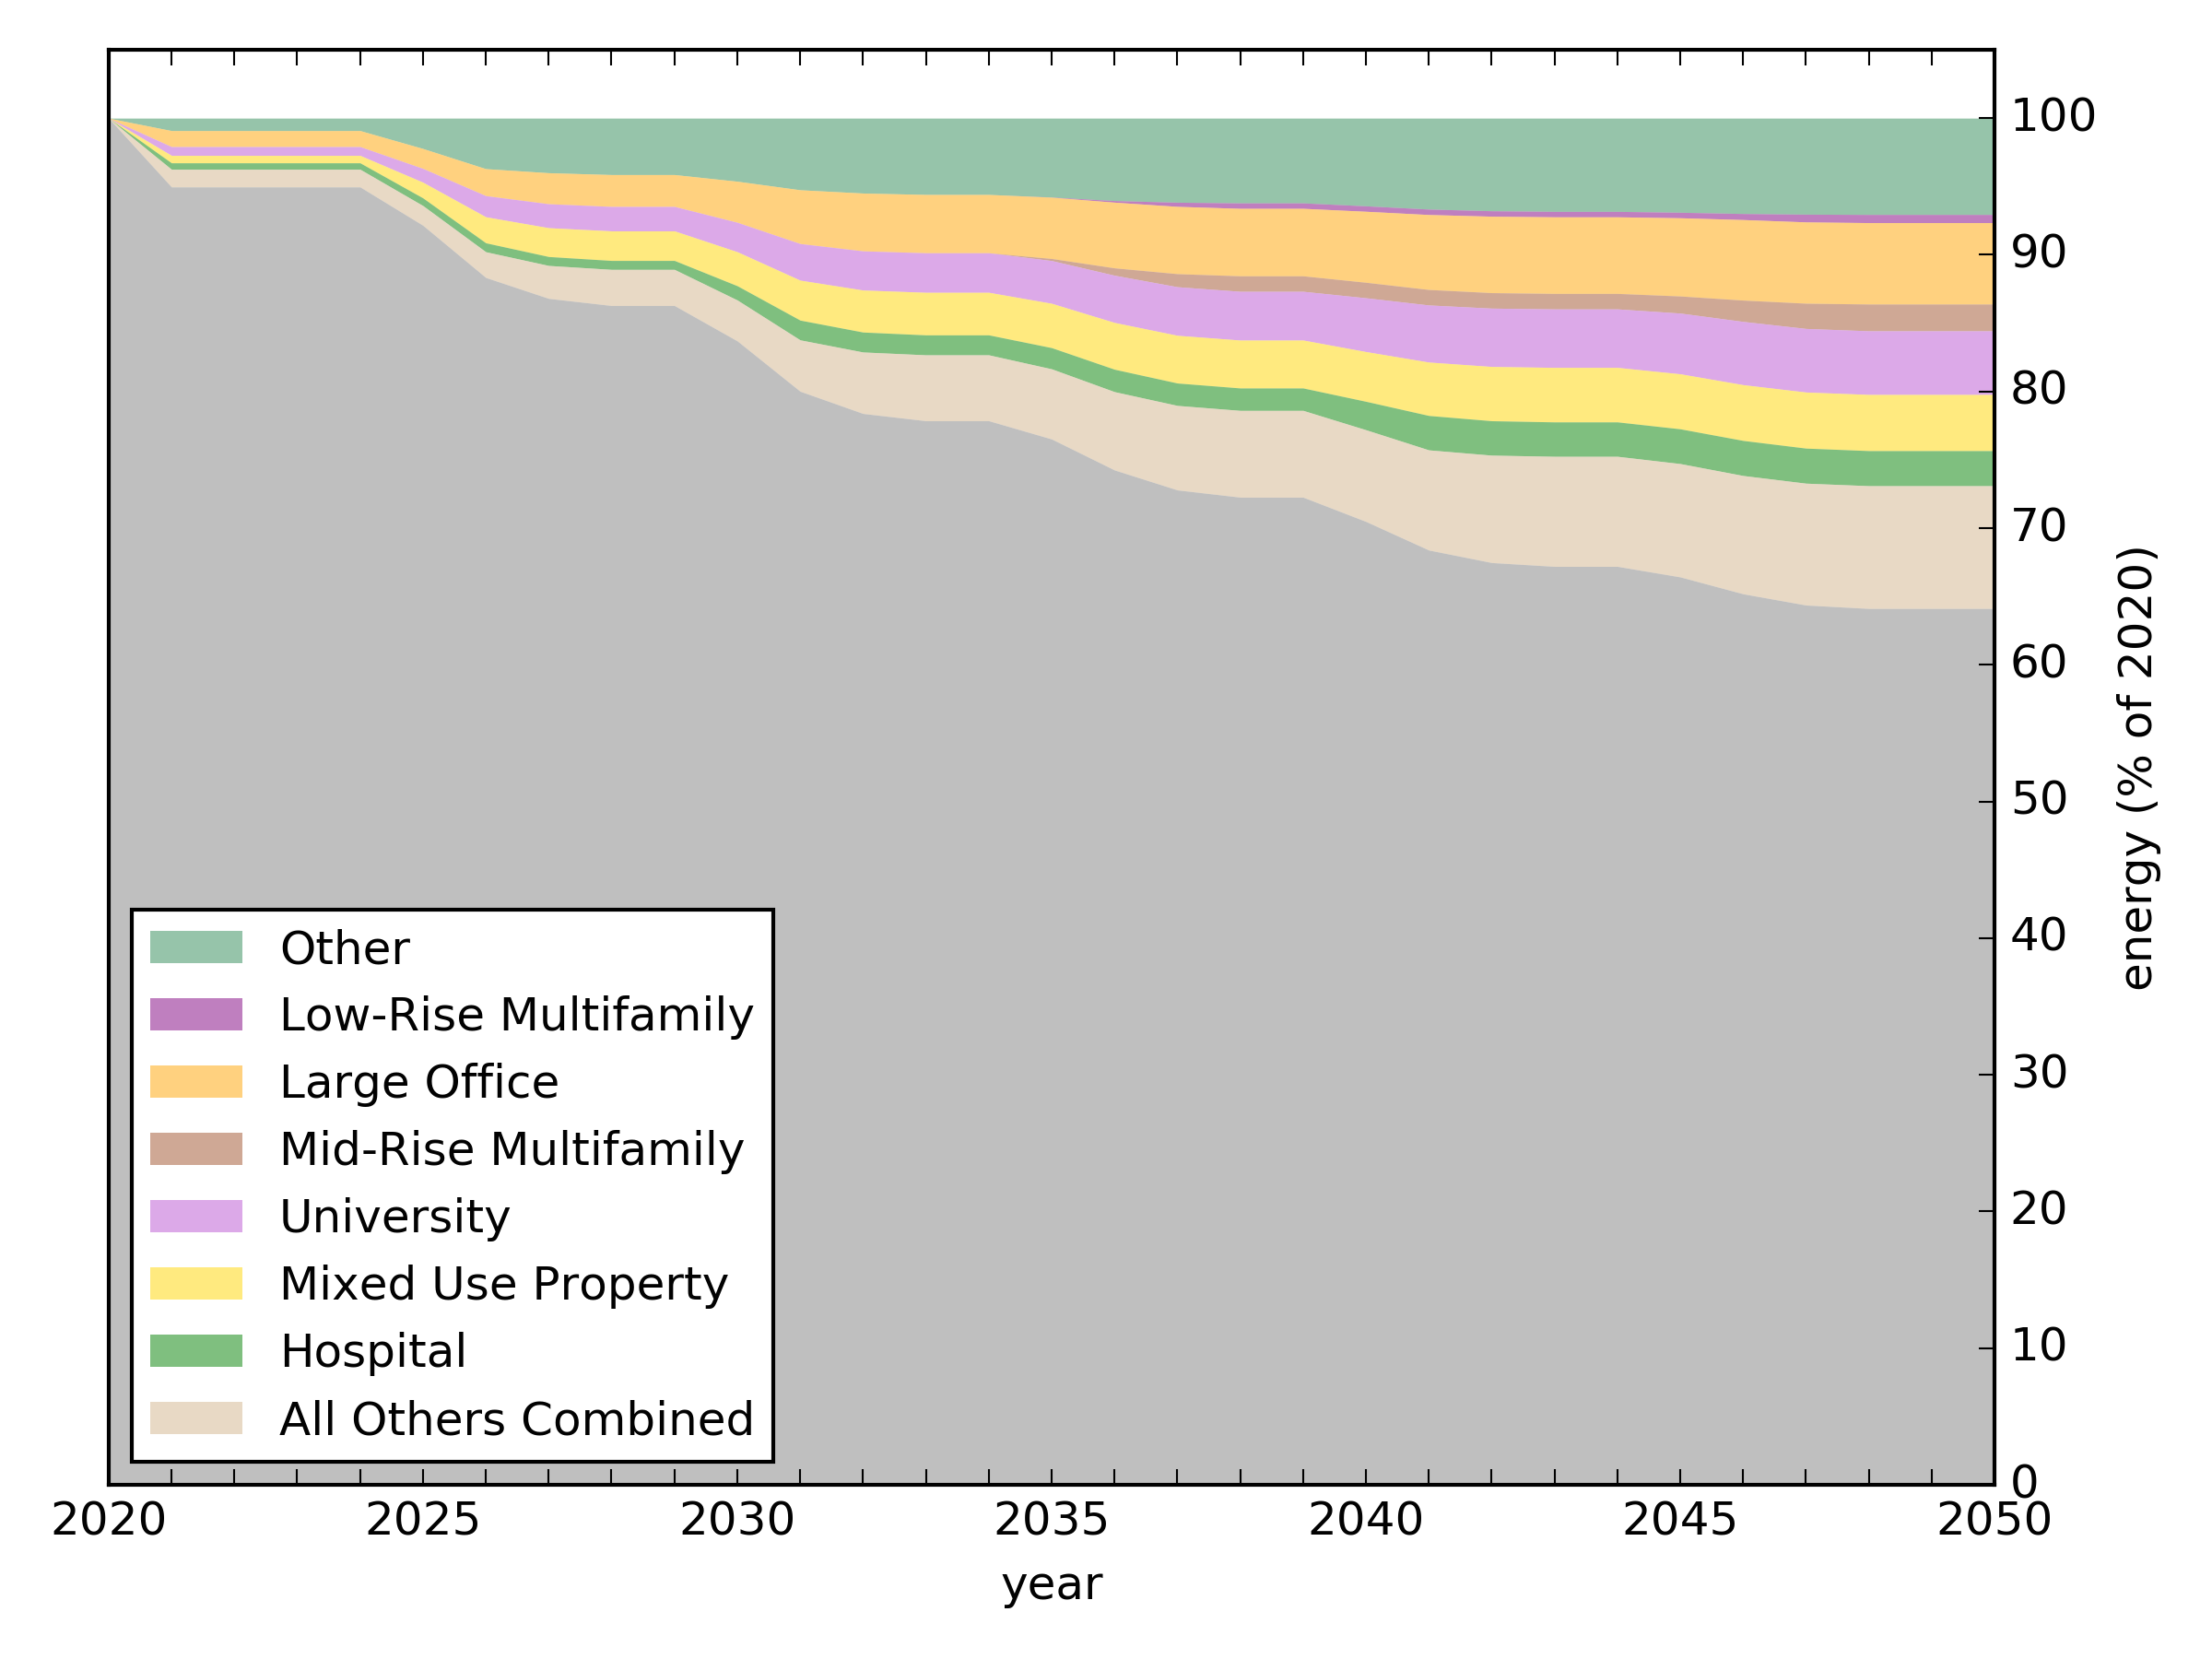 100
90
80
70
60
50
40
30
20
10
0
energy (% of 2020)
Other
Low-Rise Multifamily
Large Office
Mid-Rise Multifamily
University
Mixed Use Property
Hospital
All Others Combined
2020 2025 2030 2035 2040 2045 2050
year